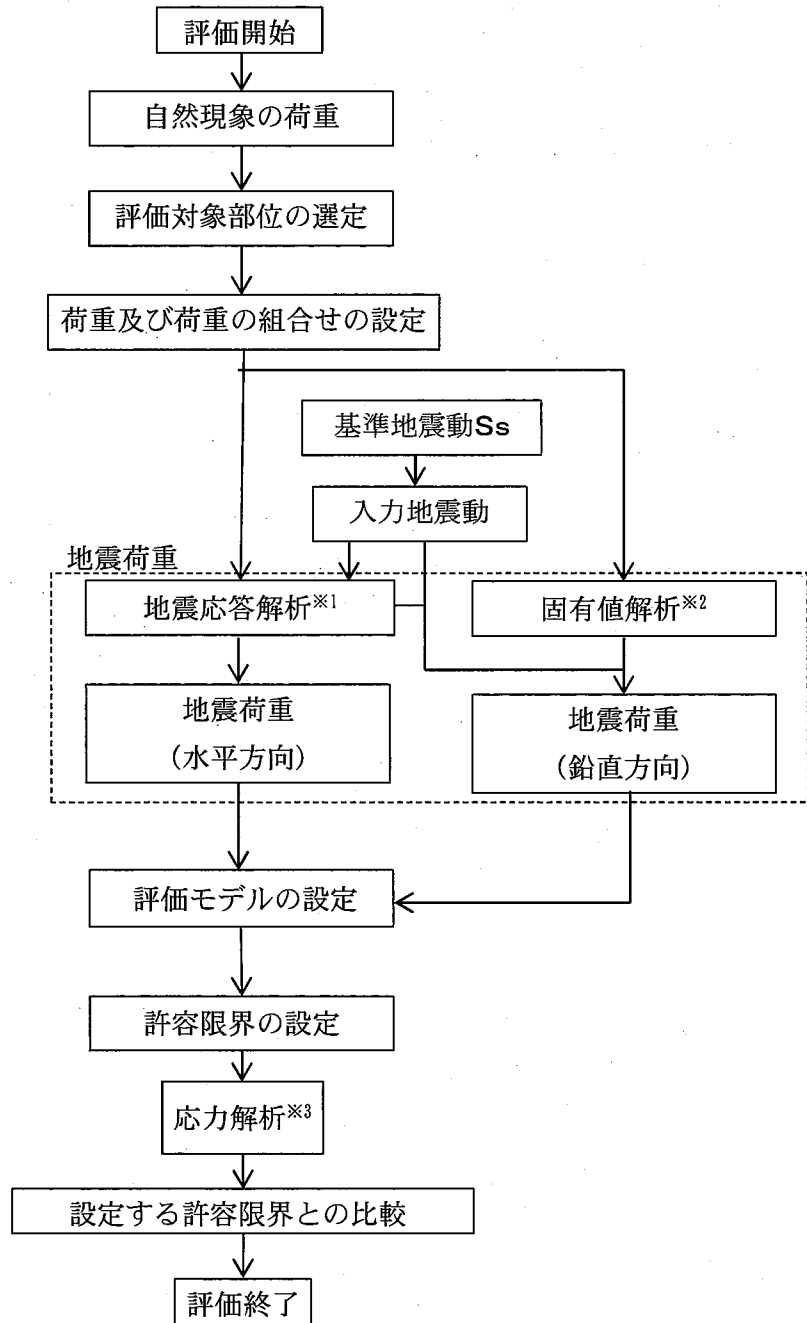 評価開始
自然現象の荷重
評価対象部位の選定
荷重及び荷重の組合せの設定
基準地震動Ss
入力地震動
地震荷重
地震応答解析※1
固有値解析※2
地震荷重
(水平方向)
地震荷重
(鉛直方向)
評価モデルの設定
許容限界の設定
応力解析※3
設定する許容限界との比較
評価終了